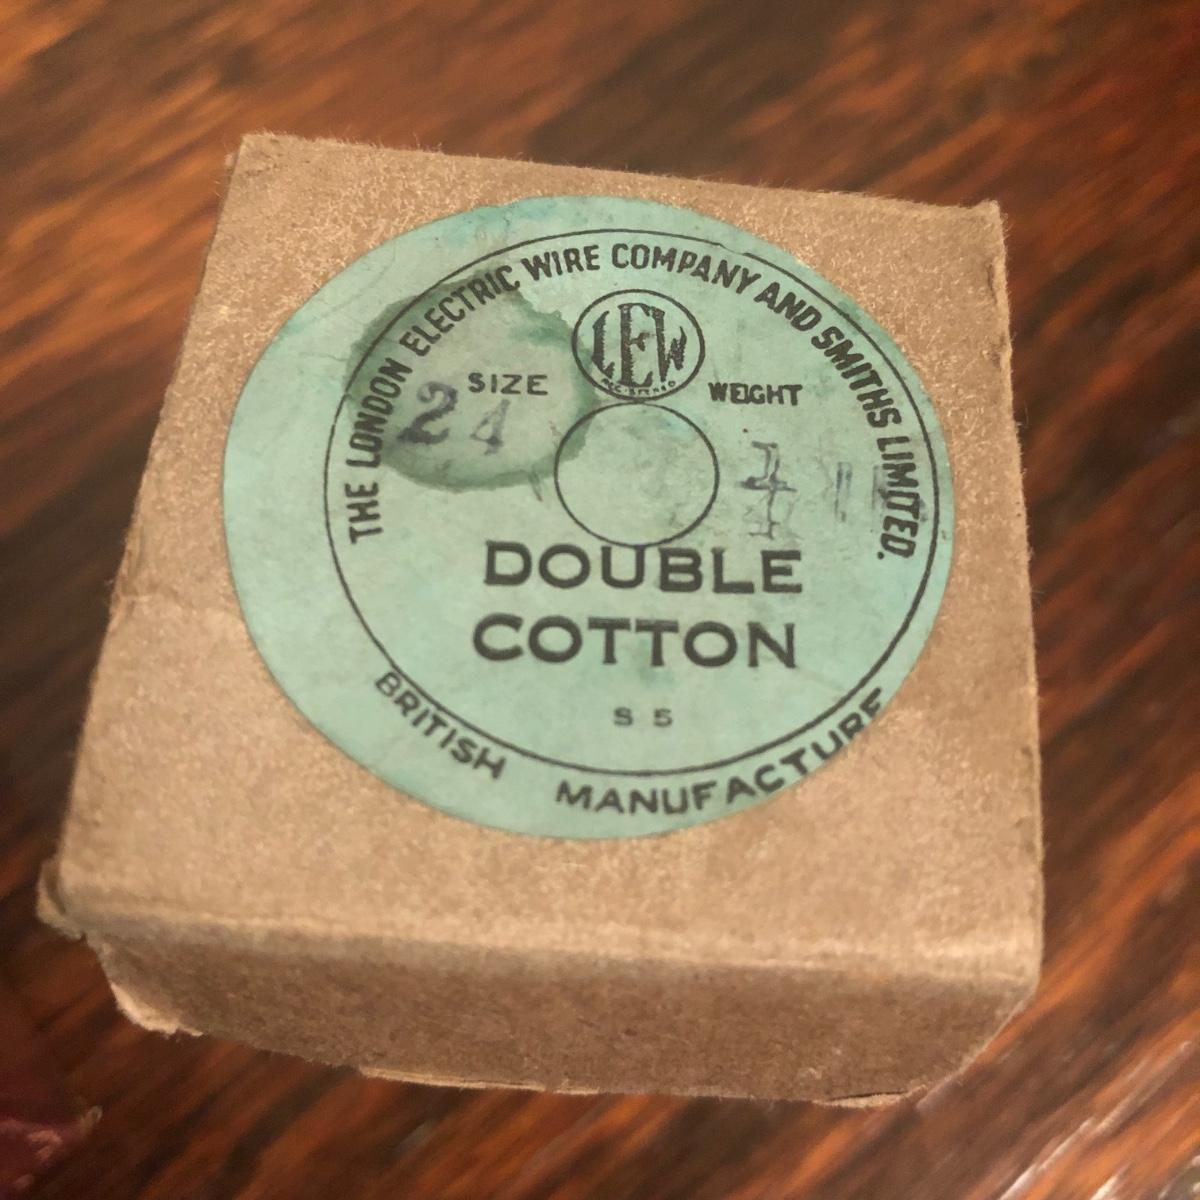 THE LONDON ELECTRIC WIRE COMPANY AND SMITHS LIMITED.
LEW
SIZE
WEIGHT
24
DOUBLE
COTTON
S 5
BRITISH MANUFACTURE